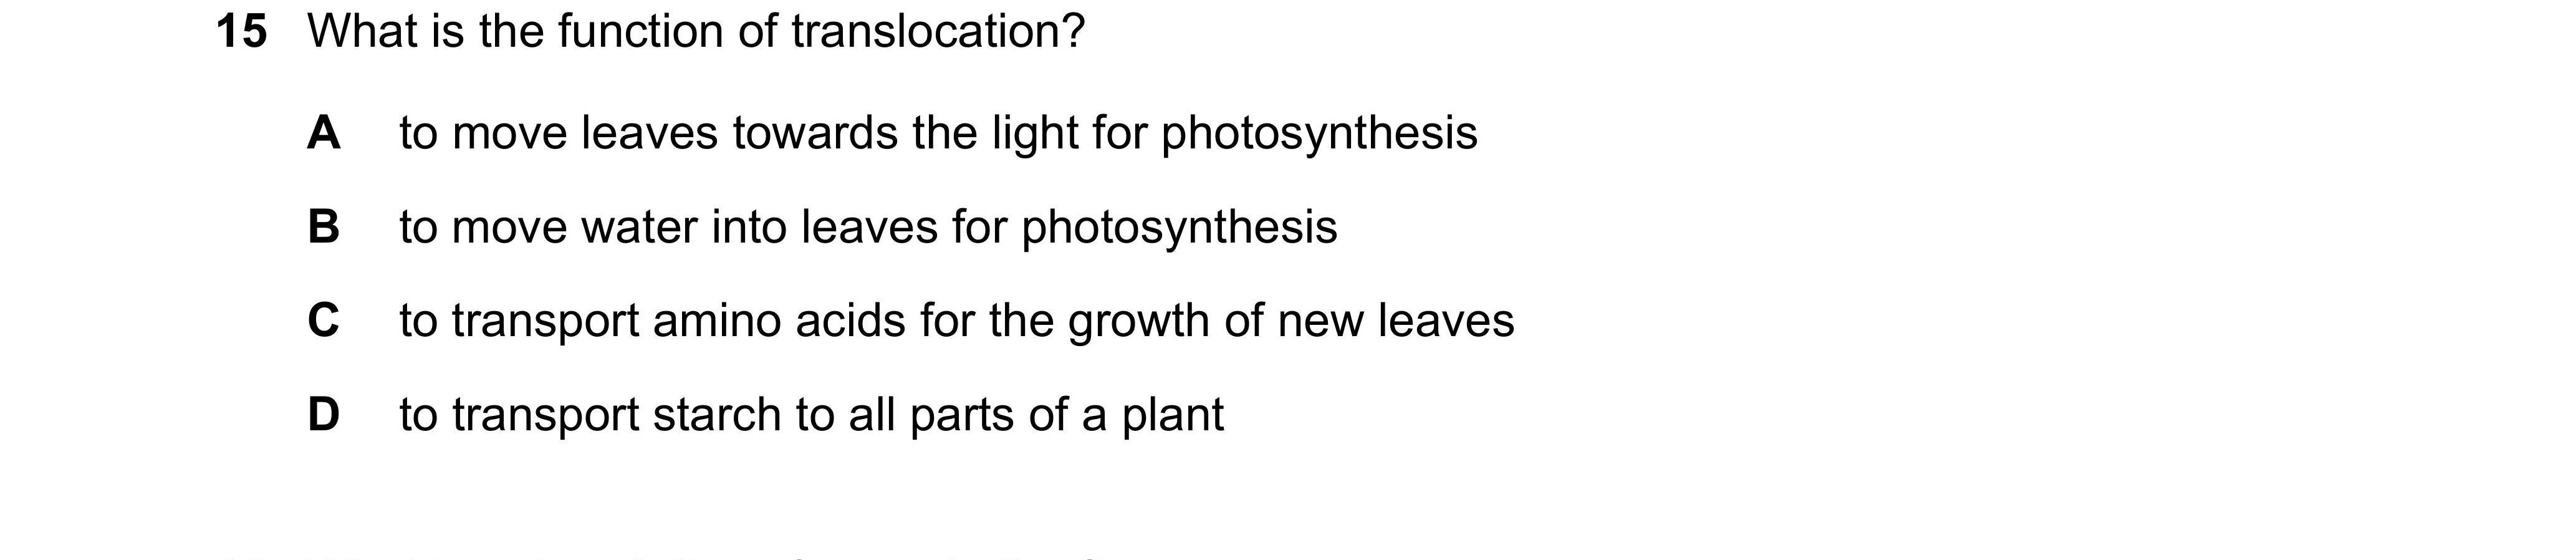 15 What is the function of translocation?
A to move leaves towards the light for photosynthesis
B to move water into leaves for photosynthesis
C to transport amino acids for the growth of new leaves
D to transport starch to all parts of a plant